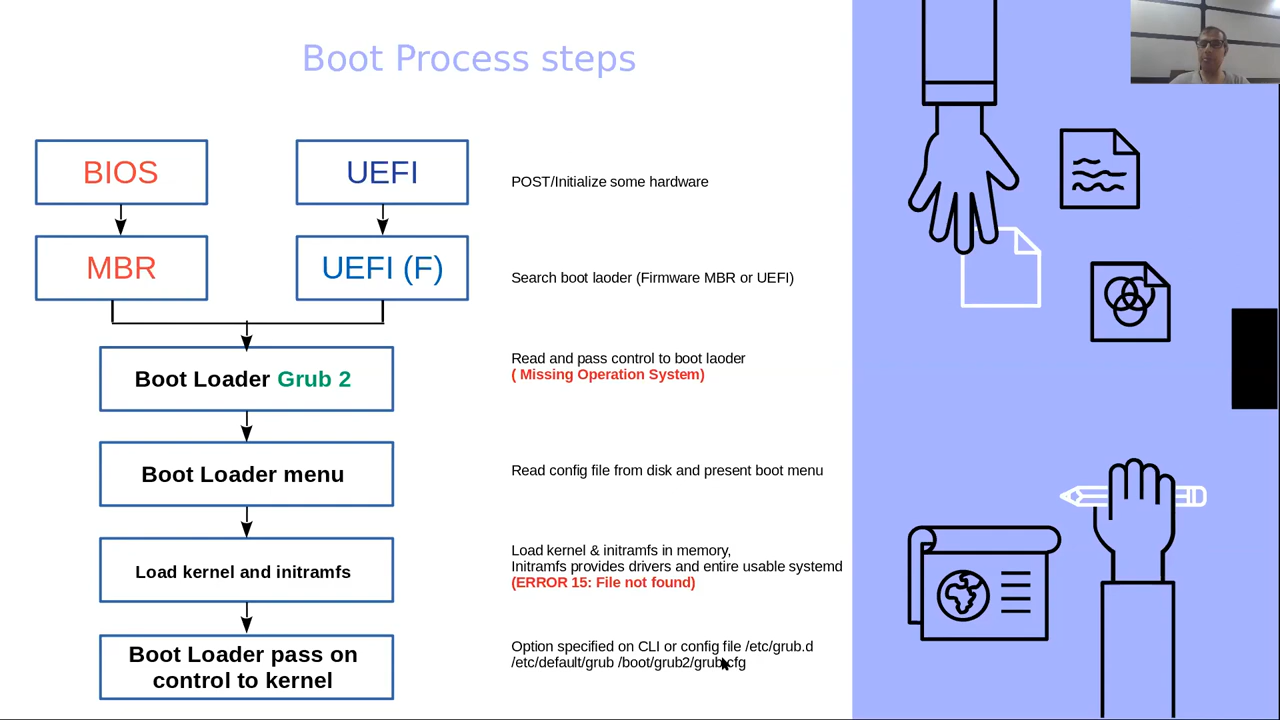 Boot Process steps
BIOS
UEFI
POST/Initialize some hardware
MBR
UEFI (F)
Search boot laoder (Firmware MBR or UEFI)
Boot Loader Grub 2
Read and pass control to boot laoder
( Missing Operation System)
Boot Loader menu
Read config file from disk and present boot menu
Load kernel and initramfs
Load kernel & initramfs in memory,
Initramfs provides drivers and entire usable systemd
(ERROR 15: File not found)
Boot Loader pass on
control to kernel
Option specified on CLI or config file /etc/grub.d
/etc/default/grub /boot/grub2/grub.cfg